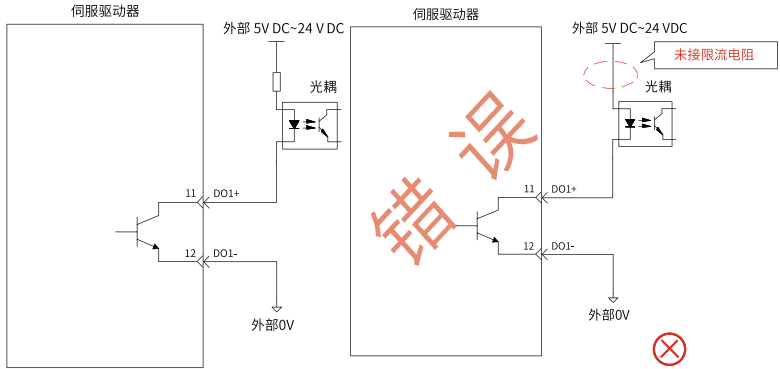 伺服驱动器
外部 5V DC~24 V DC
光耦
11 DO1+
12 DO1-
外部0V
伺服驱动器
外部 5V DC~24 VDC
未接限流电阻
光耦
错误
11 DO1+
12 DO1-
外部0V